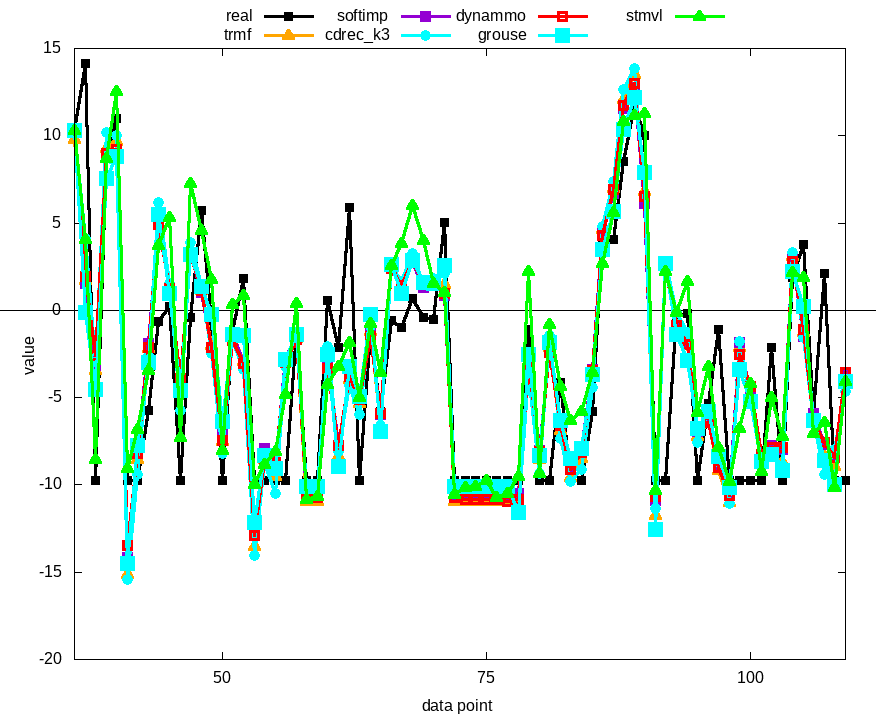 real softimp dynammo stmvl
trmf cdrec_k3 grouse
15
10
5
0
-5
-10
-15
-20
value
50 75 100
data point